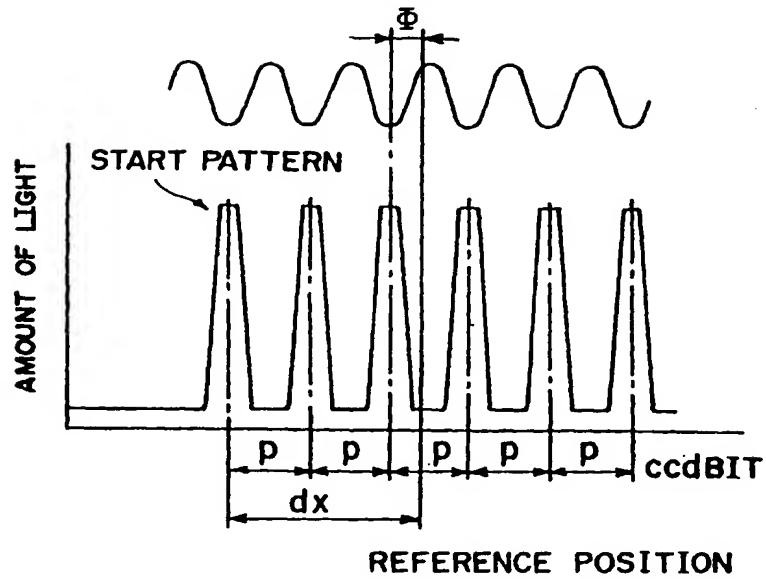 Φ
START PATTERN
AMOUNT OF LIGHT
p p p p p
ccdBIT
dx
REFERENCE POSITION